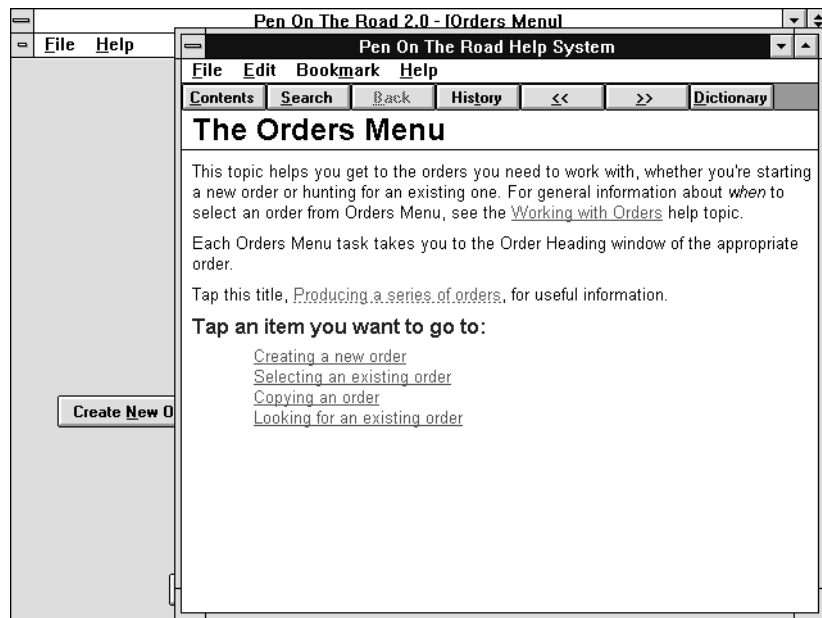 Pen On The Road 2.0 - [Orders Menu]
File Help
Pen On The Road Help System
File Edit Bookmark Help
Contents Search Back History << >> Dictionary
The Orders Menu
This topic helps you get to the orders you need to work with, whether you're starting
a new order or hunting for an existing one. For general information about when to
select an order from Orders Menu, see the Working with Orders help topic.
Each Orders Menu task takes you to the Order Heading window of the appropriate
order.
Tap this title, Producing a series of orders, for useful information.
Tap an item you want to go to:
Creating a new order
Selecting an existing order
Copying an order
Looking for an existing order
Create New O